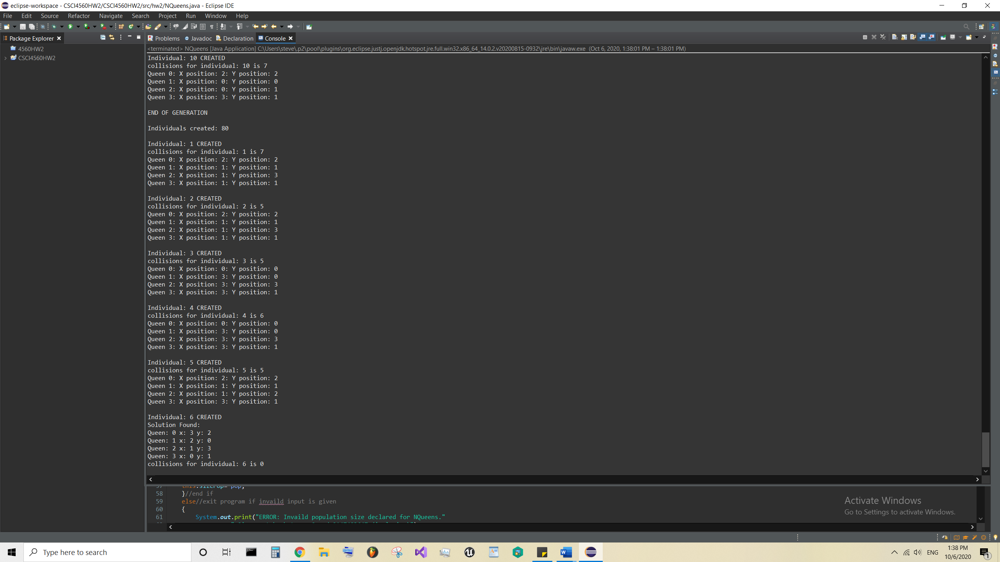 eclipse-workspace - CSCI4560HW2/CSCI4560HW2/src/hw2/NQueens.java - Eclipse IDE
File Edit Source Refactor Navigate Search Project Run Window Help
Package Explorer
4560HW2
CSCI4560HW2
Problems Javadoc Declaration Console
<terminated> NQueens [Java Application] C:\Users\steve\.p2\pool\plugins\org.eclipse.justj.openjdk.hotspot.jre.full.win32.x86_64_14.0.2.v20200815-0932\jre\bin\javaw.exe (Oct 6, 2020, 1:38:01 PM – 1:38:01 PM)
Individual: 10 CREATED
collisions for individual: 10 is 7
Queen 0: X position: 2: Y position: 2
Queen 1: X position: 0: Y position: 0
Queen 2: X position: 0: Y position: 1
Queen 3: X position: 3: Y position: 1
END OF GENERATION
Individuals created: 80
Individual: 1 CREATED
collisions for individual: 1 is 7
Queen 0: X position: 2: Y position: 2
Queen 1: X position: 1: Y position: 1
Queen 2: X position: 1: Y position: 3
Queen 3: X position: 1: Y position: 1
Individual: 2 CREATED
collisions for individual: 2 is 5
Queen 0: X position: 2: Y position: 2
Queen 1: X position: 1: Y position: 1
Queen 2: X position: 1: Y position: 3
Queen 3: X position: 1: Y position: 1
Individual: 3 CREATED
collisions for individual: 3 is 5
Queen 0: X position: 0: Y position: 0
Queen 1: X position: 3: Y position: 0
Queen 2: X position: 3: Y position: 3
Queen 3: X position: 3: Y position: 1
Individual: 4 CREATED
collisions for individual: 4 is 6
Queen 0: X position: 0: Y position: 0
Queen 1: X position: 3: Y position: 0
Queen 2: X position: 3: Y position: 3
Queen 3: X position: 3: Y position: 1
Individual: 5 CREATED
collisions for individual: 5 is 5
Queen 0: X position: 2: Y position: 2
Queen 1: X position: 1: Y position: 1
Queen 2: X position: 1: Y position: 2
Queen 3: X position: 3: Y position: 1
Individual: 6 CREATED
Solution Found:
Queen: 0 x: 3 y: 2
Queen: 1 x: 2 y: 0
Queen: 2 x: 1 y: 3
Queen: 3 x: 0 y: 1
collisions for individual: 6 is 0
58 }//end if
59 else//exit program if invaild input is given
60 {
61 System.out.print("ERROR: Invaild population size declared for NQueens."
Activate Windows
Go to Settings to activate Windows.
Type here to search
ENG
1:38 PM
10/6/2020
1